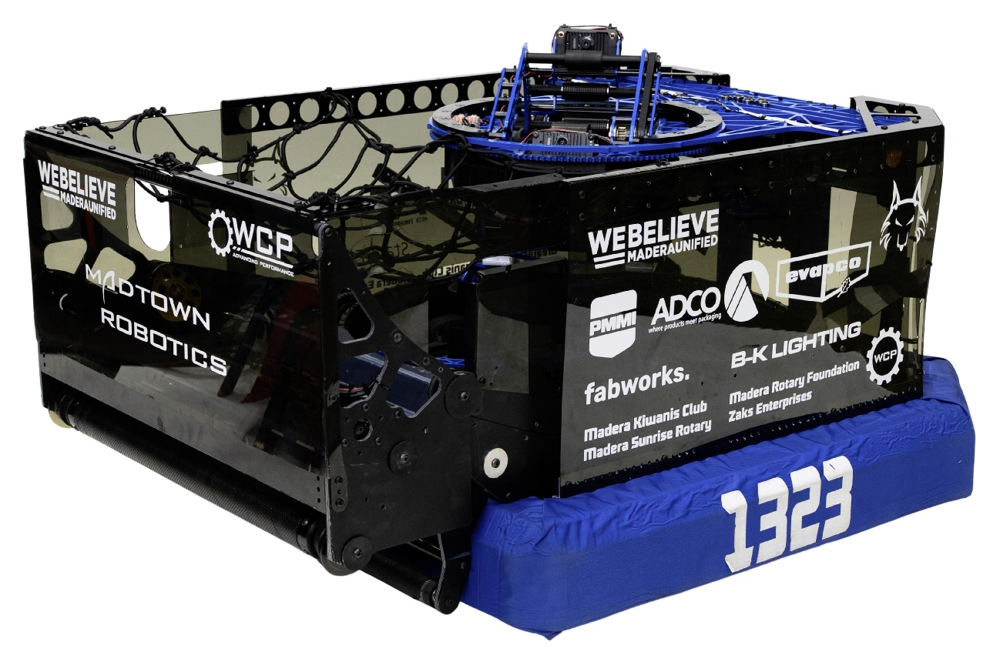 WEBELIEVE
MADERAUNIFIED
WCP
ADVANCING PERFORMANCE
MADTOWN
ROBOTICS
WEBELIEVE
MADERAUNIFIED
PMMI
ADCO
where products meet packaging
evapco
fabworks.
B-K LIGHTING
WCP
Madera Kiwanis Club
Madera Sunrise Rotary
Madera Rotary Foundation
Zaks Enterprises
1323